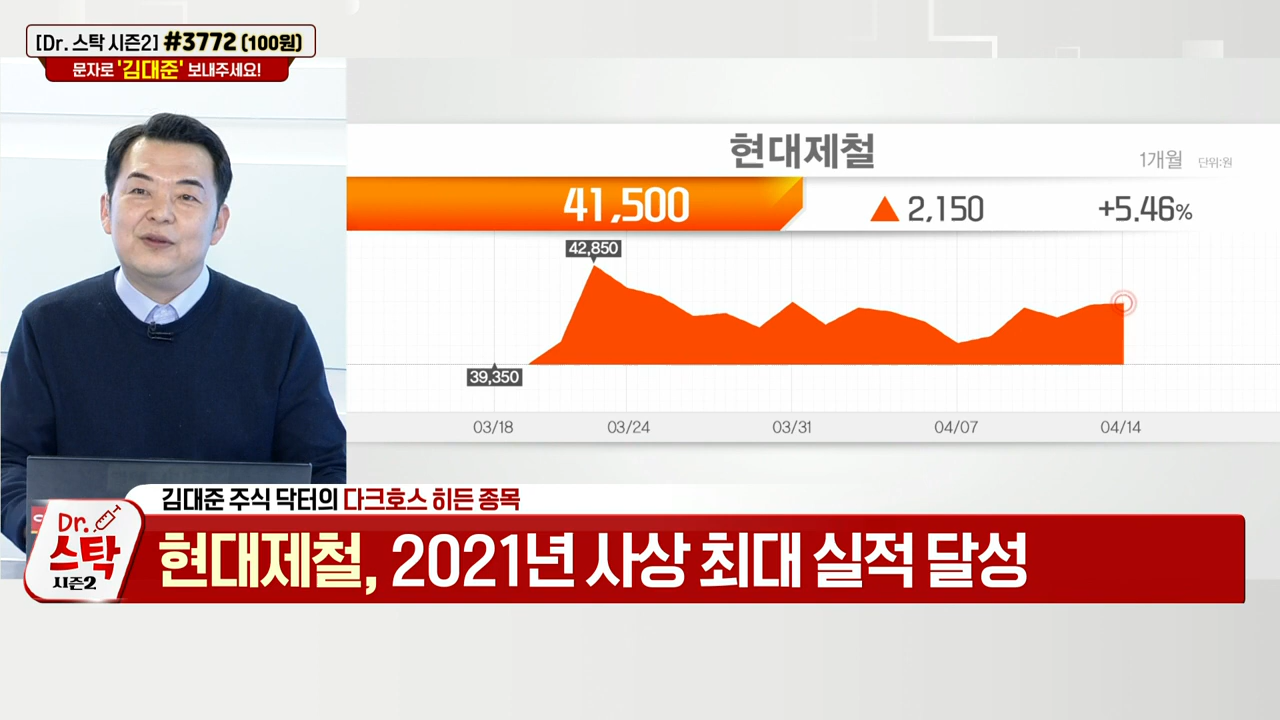 [Dr. 스탁 시즌2] #3772 (100원)
문자로 '김대준' 보내주세요!
현대제철
1개월 단위:원
41,500 ▲ 2,150 +5.46%
42,850
39,350
03/18 03/24 03/31 04/07 04/14
김대준 주식 닥터의 다크호스 히든 종목
Dr.
스탁
시즌2
현대제철, 2021년 사상 최대 실적 달성